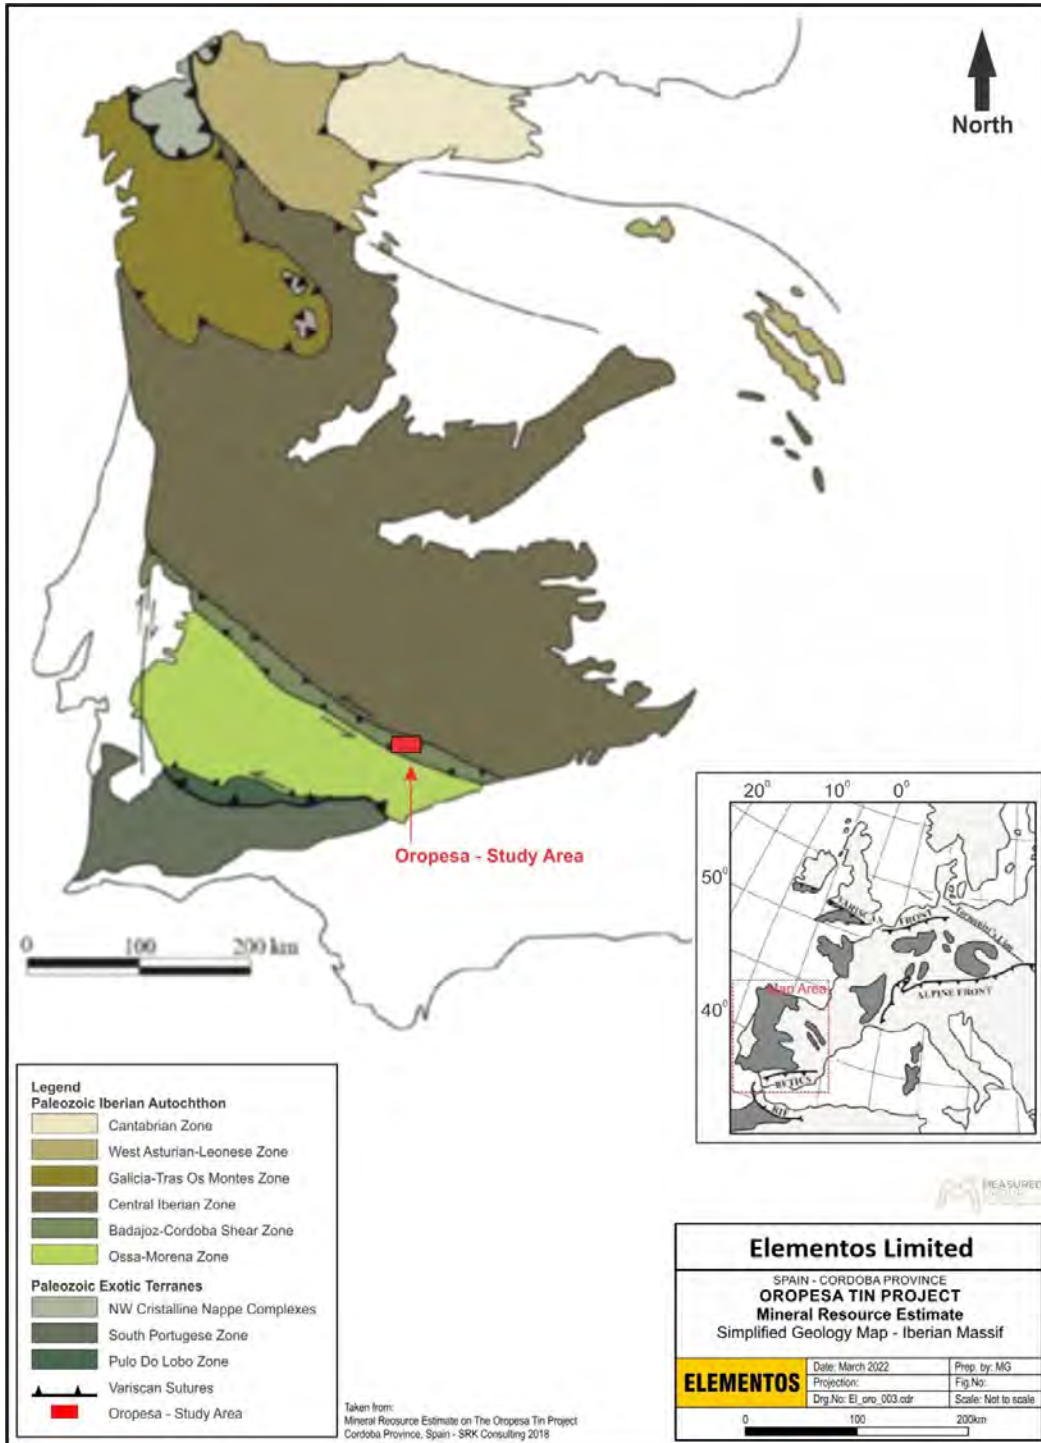 North
Oropesa - Study Area
0 100 200 km
20° 10° 0°
50°
40°
VARISCAN FRONT
Map Area
ALPINE FRONT
BETICS
RIF
Legend
Paleozoic Iberian Autochthon
Cantabrian Zone
West Asturian-Leonese Zone
Galicia-Tras Os Montes Zone
Central Iberian Zone
Badajoz-Cordoba Shear Zone
Ossa-Morena Zone
Paleozoic Exotic Terranes
NW Cristalline Nappe Complexes
South Portugese Zone
Pulo Do Lobo Zone
Variscan Sutures
Oropesa - Study Area
Taken from:
Mineral Reosurce Estimate on The Oropesa Tin Project
Cordoba Province, Spain - SRK Consulting 2018
MEASURED
Elementos Limited
SPAIN - CORDOBA PROVINCE
OROPESA TIN PROJECT
Mineral Resource Estimate
Simplified Geology Map - Iberian Massif
ELEMENTOS
Date: March 2022 Prep. by: MG
Projection: Fig.No:
Drg.No: El_oro_003.cdr Scale: Not to scale
0 100 200km